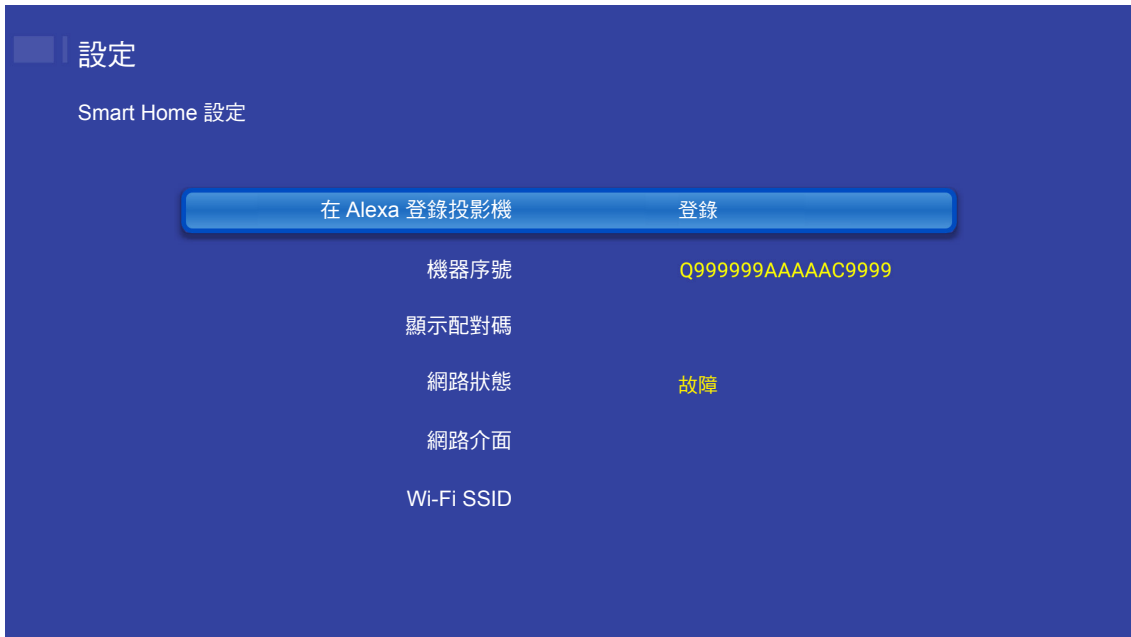 設定
Smart Home 設定
在 Alexa 登錄投影機 登錄
機器序號 Q999999AAAAAC9999
顯示配對碼
網路狀態 故障
網路介面
Wi-Fi SSID